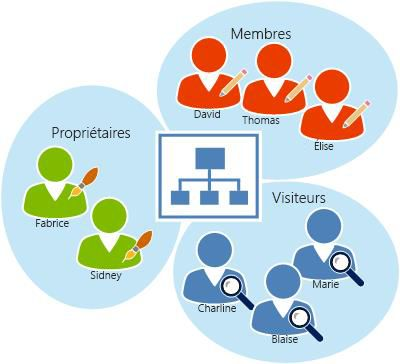 Membres
David
Thomas
Élise
Propriétaires
Fabrice
Sidney
Visiteurs
Charline
Blaise
Marie